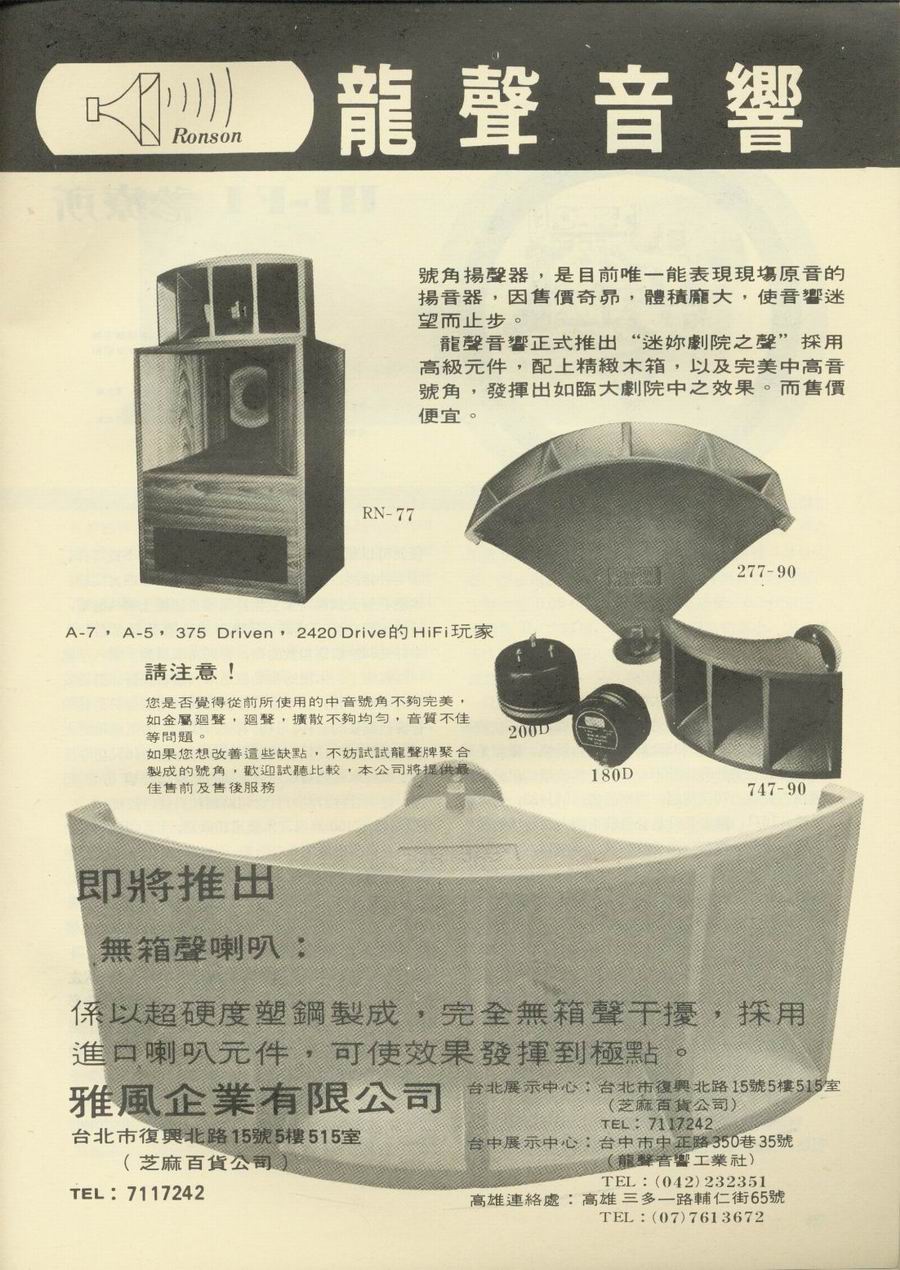 Ronson
龍聲音響
號角揚聲器，是目前唯一能表現現場原音的
揚音器，因售價奇昂，體積龐大，使音響迷
望而止步。
龍聲音響正式推出“迷妳劇院之聲”採用
高級元件，配上精緻木箱，以及完美中高音
號角，發揮出如臨大劇院中之效果。而售價
便宜。
RN-77
277-90
A-7，A-5，375 Driven，2420 Drive的HiFi玩家
請注意！
您是否覺得從前所使用的中音號角不夠完美，
如金屬迴聲，迴聲，擴散不夠均勻，音質不佳
等問題。
如果您想改善這些缺點，不妨試試龍聲牌聚合
製成的號角，歡迎試聽比較，本公司將提供最
佳售前及售後服務
200D
180D
747-90
即將推出
無箱聲喇叭：
係以超硬度塑鋼製成，完全無箱聲干擾，採用
進口喇叭元件，可使效果發揮到極點。
雅風企業有限公司
台北市復興北路15號5樓515室
（芝麻百貨公司）
TEL：7117242
台北展示中心：台北市復興北路15號5樓515室
（芝麻百貨公司）
TEL：7117242
台中展示中心：台中市中正路350巷35號
（龍聲音響工業社）
TEL：(042)232351
高雄連絡處：高雄三多一路輔仁街65號
TEL：(07)7613672